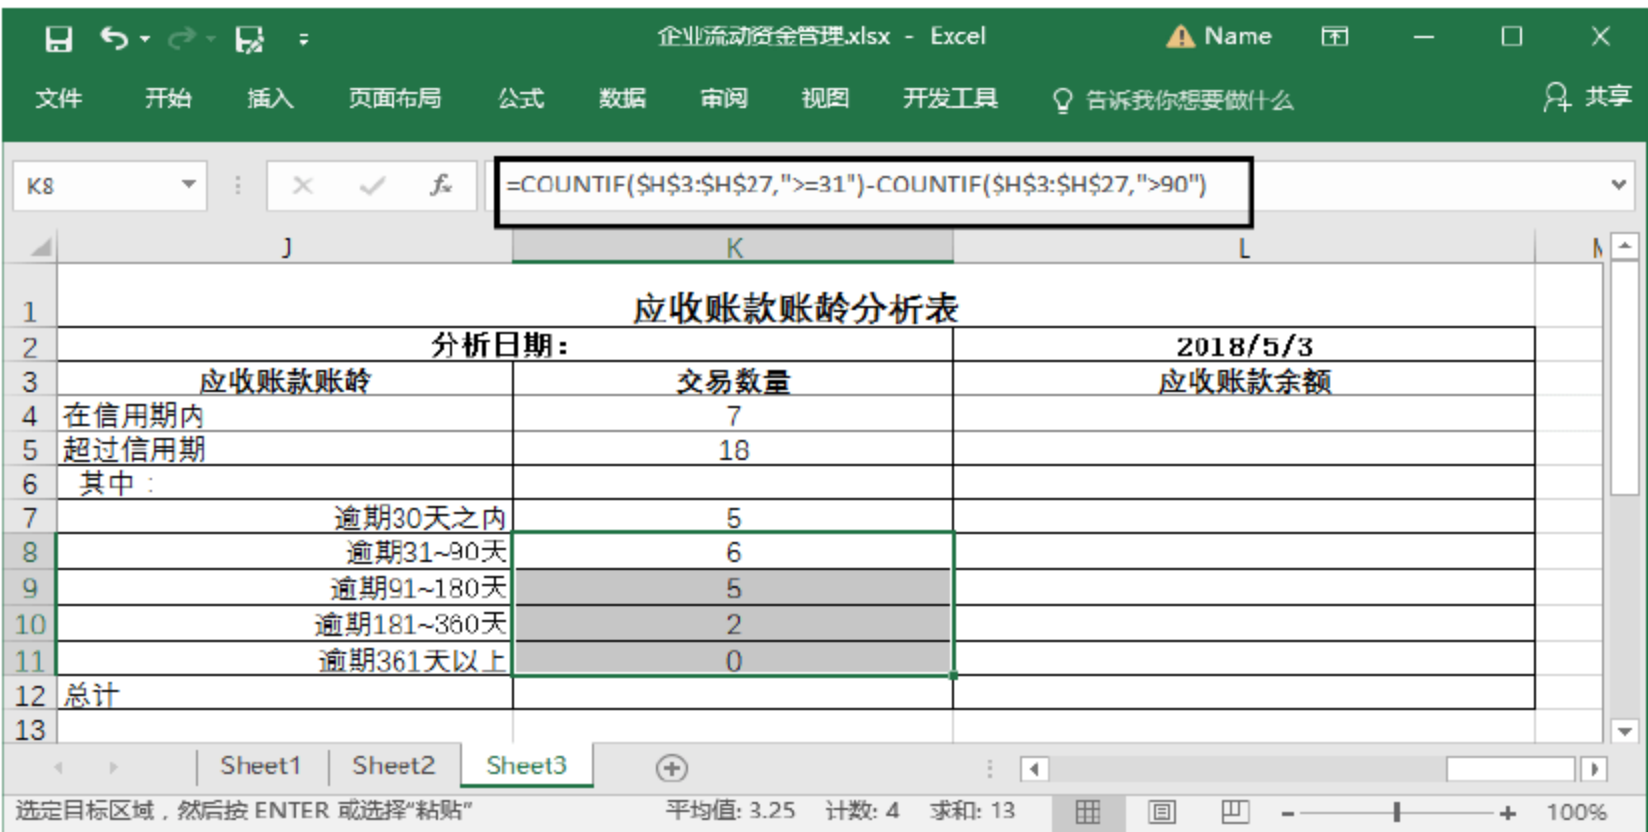 企业流动资金管理.xlsx - Excel
Name
文件 开始 插入 页面布局 公式 数据 审阅 视图 开发工具 告诉我你想要做什么 共享
K8 fx =COUNTIF($H$3:$H$27,">=31")-COUNTIF($H$3:$H$27,">90")
J K L
1 应收账款账龄分析表
2 分析日期： 2018/5/3
3 应收账款账龄 交易数量 应收账款余额
4 在信用期内 7
5 超过信用期 18
6 其中：
7 逾期30天之内 5
8 逾期31~90天 6
9 逾期91~180天 5
10 逾期181~360天 2
11 逾期361天以上 0
12 总计
13
Sheet1 Sheet2 Sheet3
选定目标区域，然后按 ENTER 或选择“粘贴” 平均值: 3.25 计数: 4 求和: 13 100%